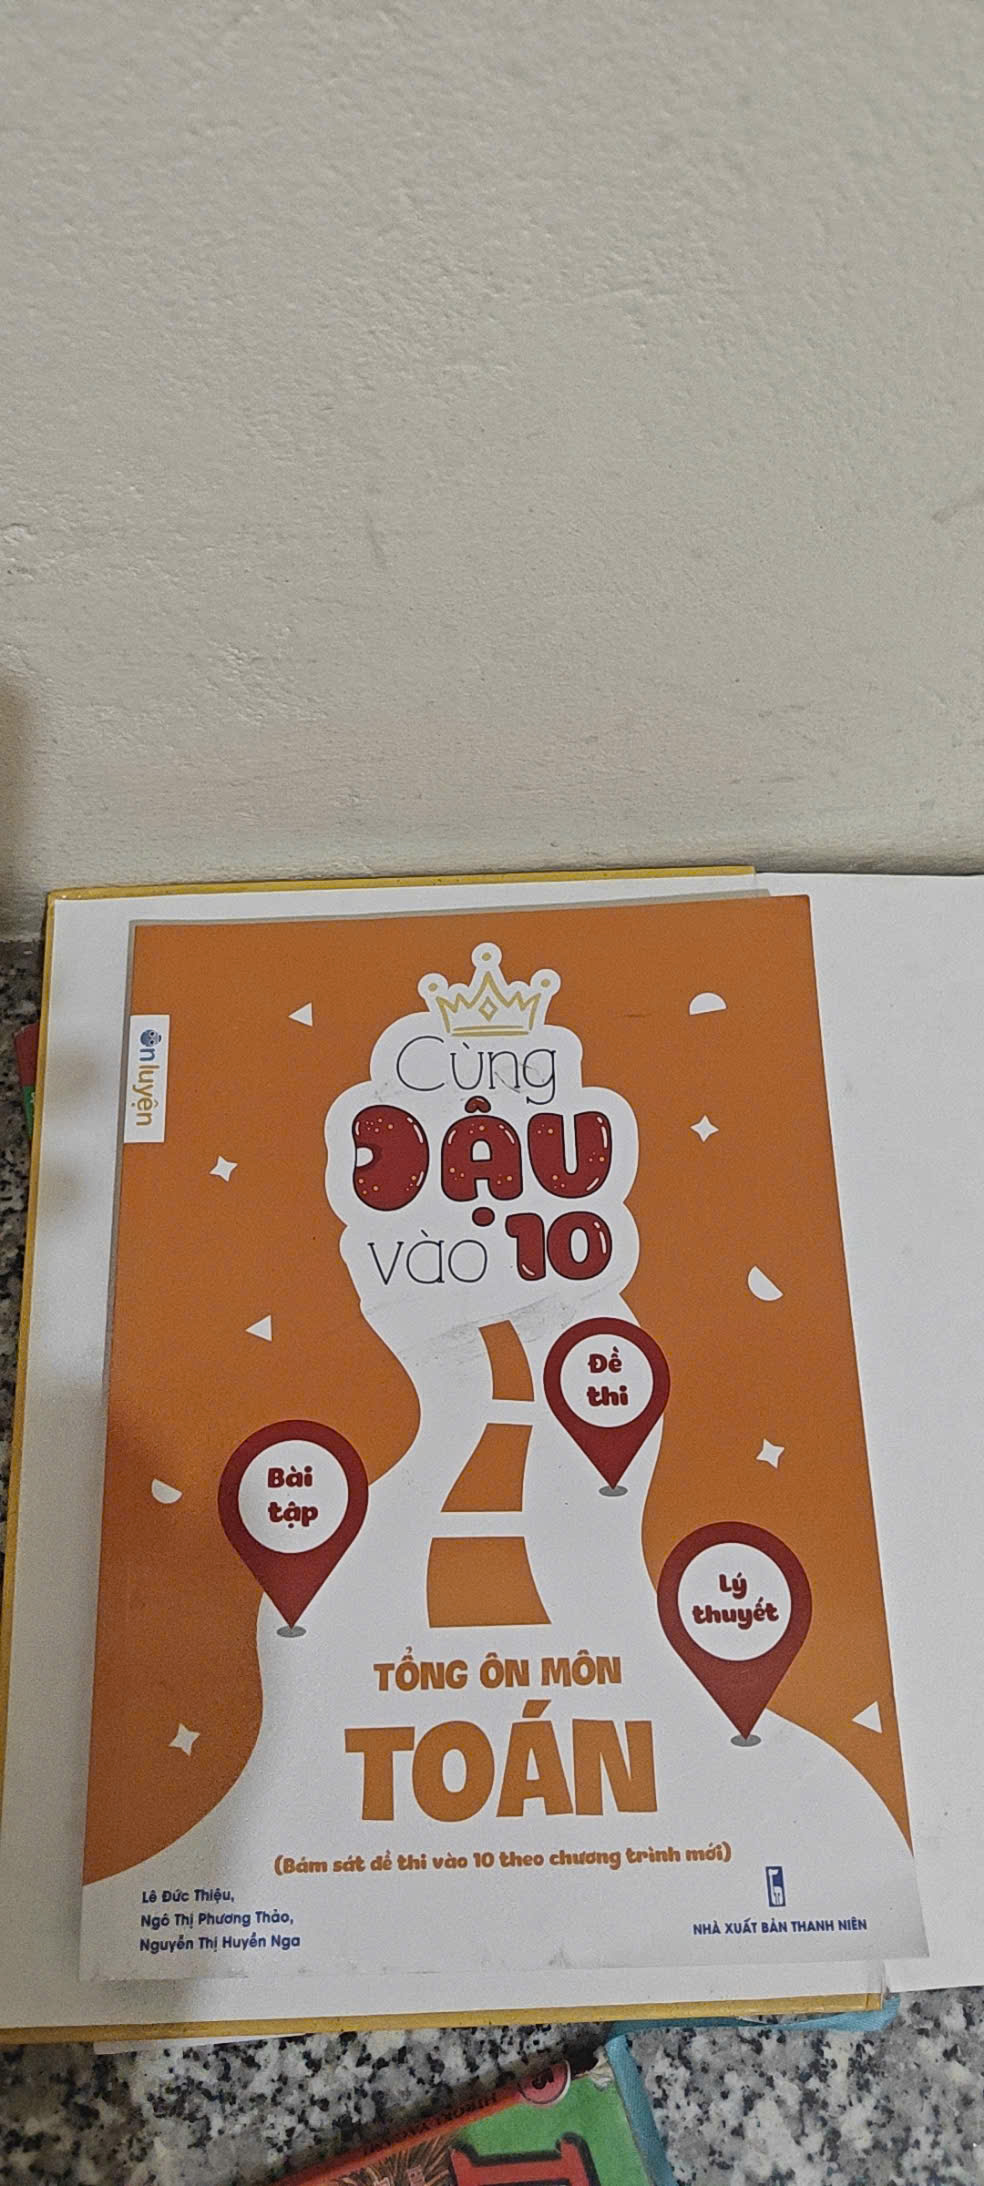 Ôn luyện
Cùng
ĐẬU
vào 10
Đề
thi
Bài
tập
Lý
thuyết
TỔNG ÔN MÔN
TOÁN
(Bám sát đề thi vào 10 theo chương trình mới)
Lê Đức Thiệu,
Ngô Thị Phương Thảo,
Nguyễn Thị Huyền Nga
NHÀ XUẤT BẢN THANH NIÊN
5